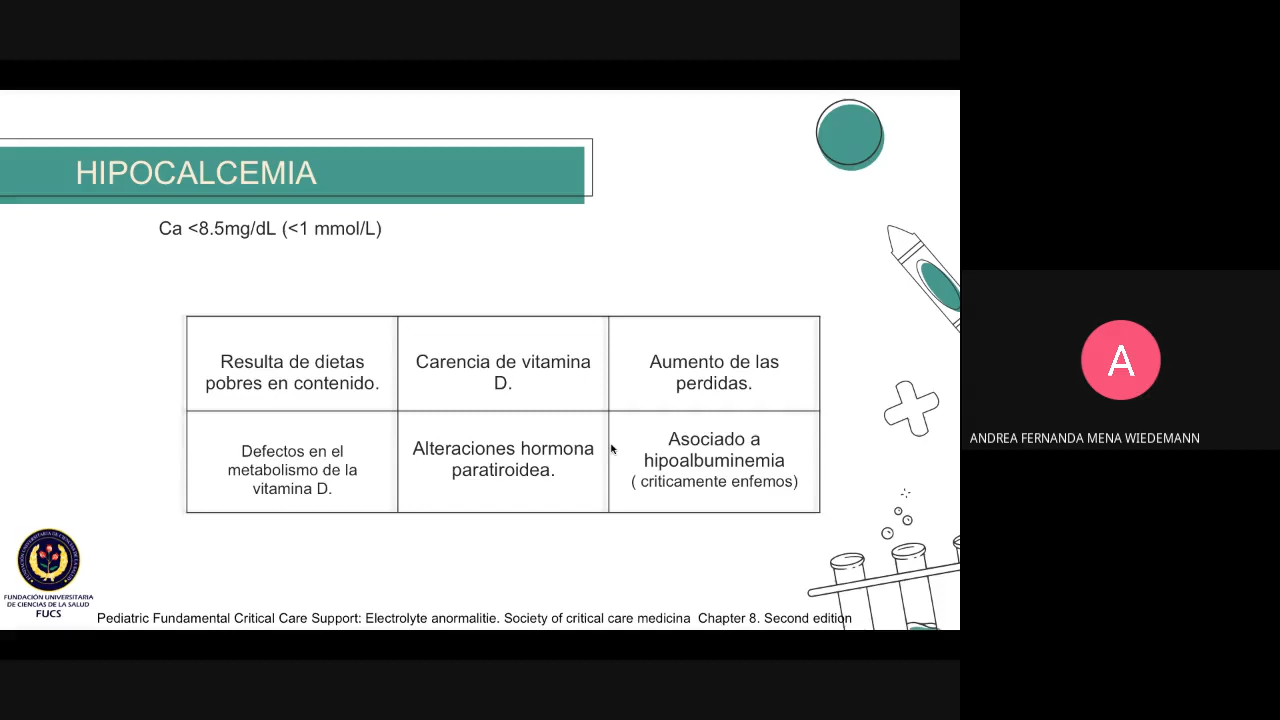 HIPOCALCEMIA
Ca <8.5mg/dL (<1 mmol/L)
Resulta de dietas
pobres en contenido.
Carencia de vitamina
D.
Aumento de las
perdidas.
Defectos en el
metabolismo de la
vitamina D.
Alteraciones hormona
paratiroidea.
Asociado a
hipoalbuminemia
( criticamente enfemos)
A
ANDREA FERNANDA MENA WIEDEMANN
FUNDACIÓN UNIVERSITARIA
DE CIENCIAS DE LA SALUD
FUCS
Pediatric Fundamental Critical Care Support: Electrolyte anormalitie. Society of critical care medicina Chapter 8. Second edition